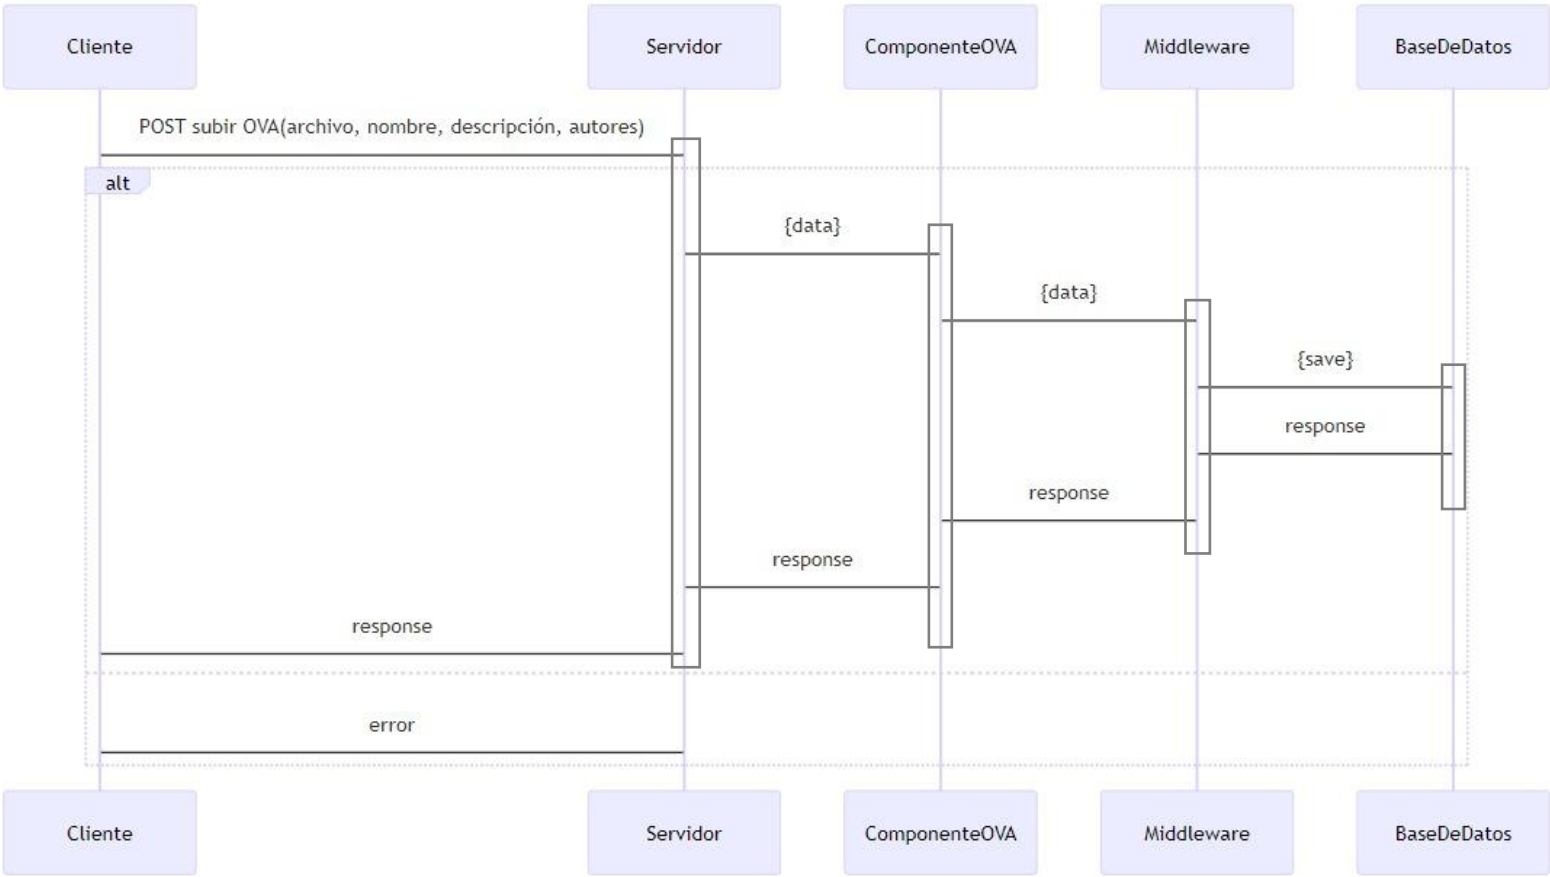 Cliente
Servidor
ComponenteOVA
Middleware
BaseDeDatos
POST subir OVA(archivo, nombre, descripción, autores)
alt
{data}
{data}
{save}
response
response
response
response
error
Cliente
Servidor
ComponenteOVA
Middleware
BaseDeDatos